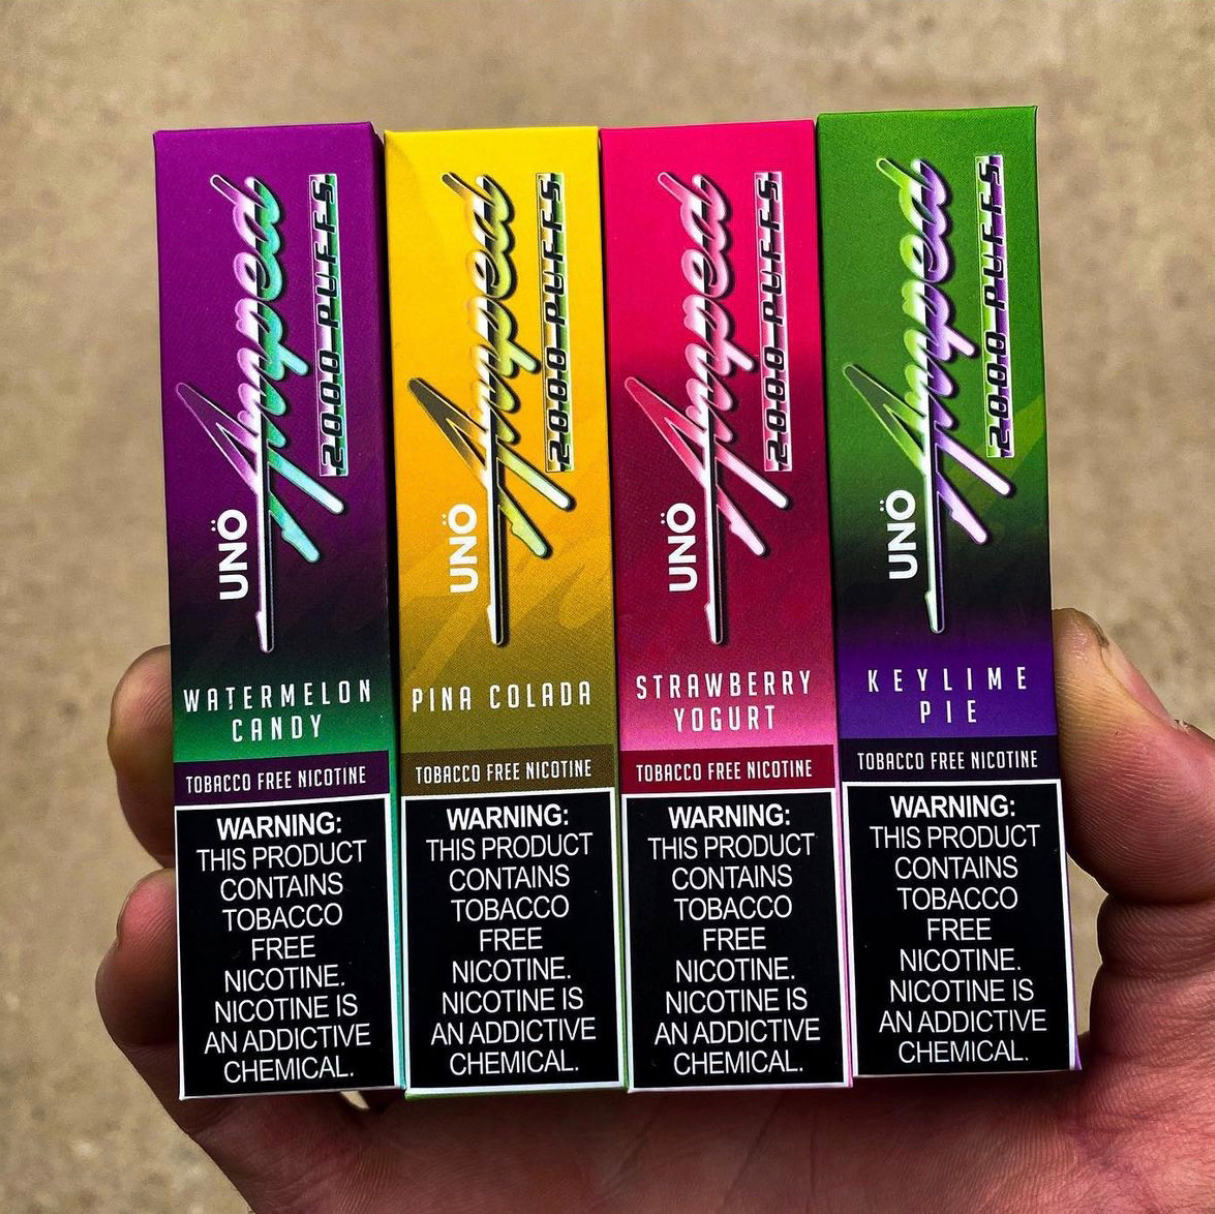 UNÖ
Amped
2000 PUFFS
WATERMELON
CANDY
TOBACCO FREE NICOTINE
WARNING:
THIS PRODUCT
CONTAINS
TOBACCO
FREE
NICOTINE.
NICOTINE IS
AN ADDICTIVE
CHEMICAL.
UNÖ
Amped
2000 PUFFS
PINA COLADA
TOBACCO FREE NICOTINE
WARNING:
THIS PRODUCT
CONTAINS
TOBACCO
FREE
NICOTINE.
NICOTINE IS
AN ADDICTIVE
CHEMICAL.
UNÖ
Amped
2000 PUFFS
STRAWBERRY
YOGURT
TOBACCO FREE NICOTINE
WARNING:
THIS PRODUCT
CONTAINS
TOBACCO
FREE
NICOTINE.
NICOTINE IS
AN ADDICTIVE
CHEMICAL.
UNÖ
Amped
2000 PUFFS
KEYLIME
PIE
TOBACCO FREE NICOTINE
WARNING:
THIS PRODUCT
CONTAINS
TOBACCO
FREE
NICOTINE.
NICOTINE IS
AN ADDICTIVE
CHEMICAL.